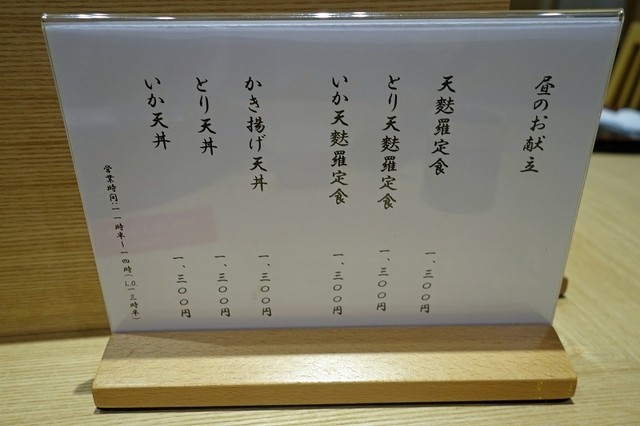 昼のお献立
天麩羅定食 一、三〇〇円
とり天麩羅定食 一、三〇〇円
いか天麩羅定食 一、三〇〇円
かき揚げ天丼 一、三〇〇円
とり天丼 一、三〇〇円
いか天丼 一、三〇〇円
営業時間:一一時半~一四時(L.O.一三時半)